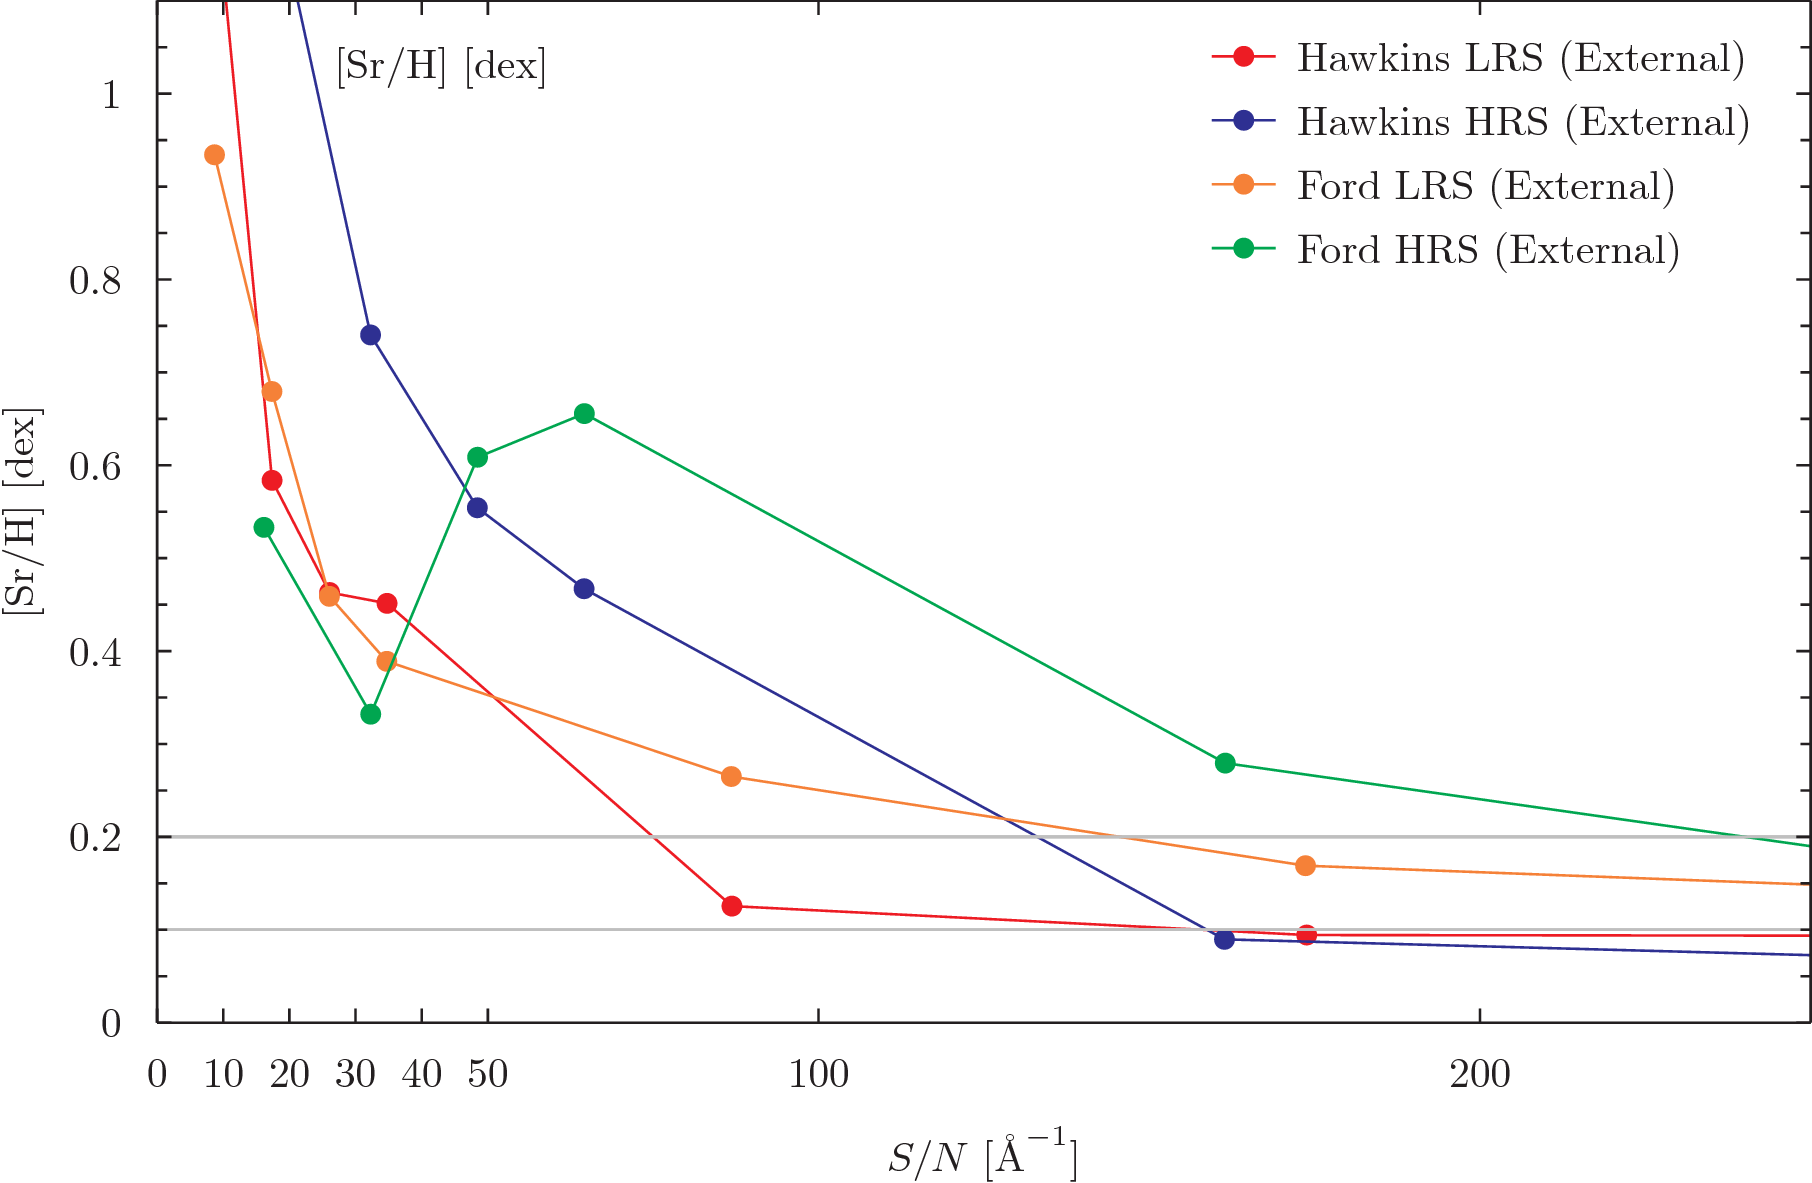 [Sr/H] [dex]
Hawkins LRS (External)
Hawkins HRS (External)
Ford LRS (External)
Ford HRS (External)
[Sr/H] [dex]
1
0.8
0.6
0.4
0.2
0
0 10 20 30 40 50 100 200
S/N [Å⁻¹]